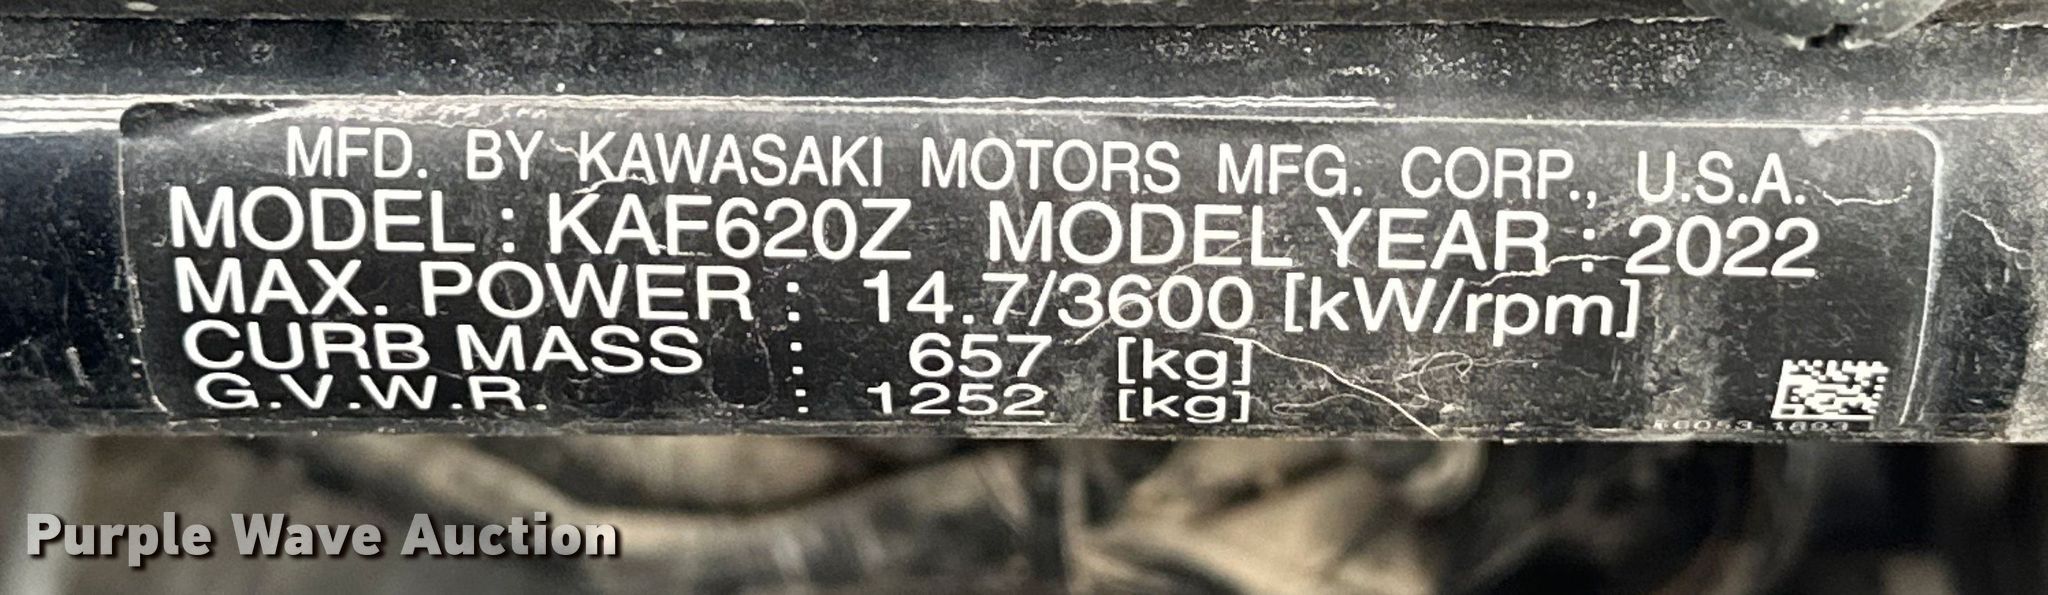 MFD. BY KAWASAKI MOTORS MFG. CORP., U.S.A.
MODEL : KAF620Z MODEL YEAR : 2022
MAX. POWER : 14.7/3600 [kW/rpm]
CURB MASS : 657 [kg]
G.V.W.R. : 1252 [kg]
Purple Wave Auction